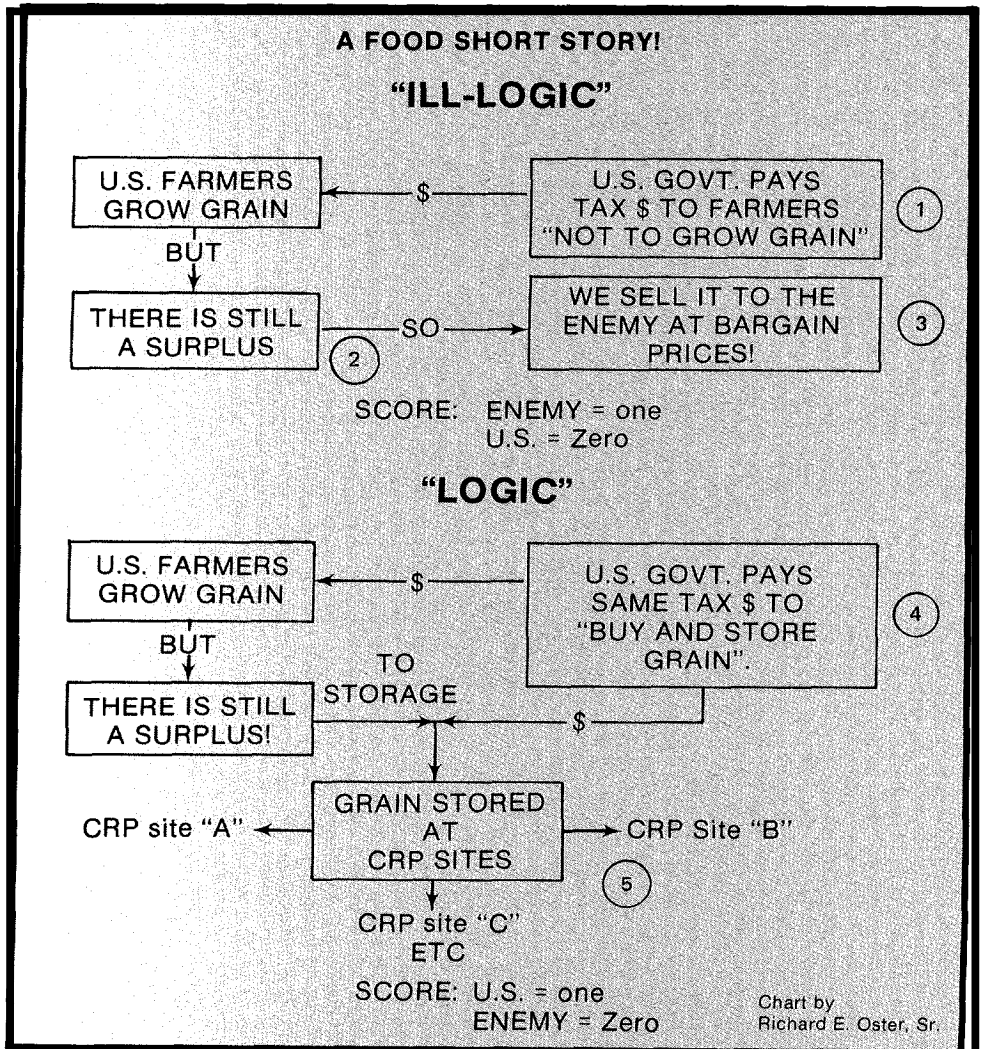 A FOOD SHORT STORY!
“ILL-LOGIC”
U.S. FARMERS
GROW GRAIN
$
U.S. GOVT. PAYS
TAX $ TO FARMERS
“NOT TO GROW GRAIN”
1
BUT
THERE IS STILL
A SURPLUS
2
SO
WE SELL IT TO THE
ENEMY AT BARGAIN
PRICES!
3
SCORE: ENEMY = one
U.S. = Zero
“LOGIC”
U.S. FARMERS
GROW GRAIN
$
U.S. GOVT. PAYS
SAME TAX $ TO
“BUY AND STORE
GRAIN”.
4
BUT
THERE IS STILL
A SURPLUS!
TO
STORAGE
$
GRAIN STORED
AT
CRP SITES
CRP site “A”
CRP Site “B”
5
CRP site “C”
ETC
SCORE: U.S. = one
ENEMY = Zero
Chart by
Richard E. Oster, Sr.